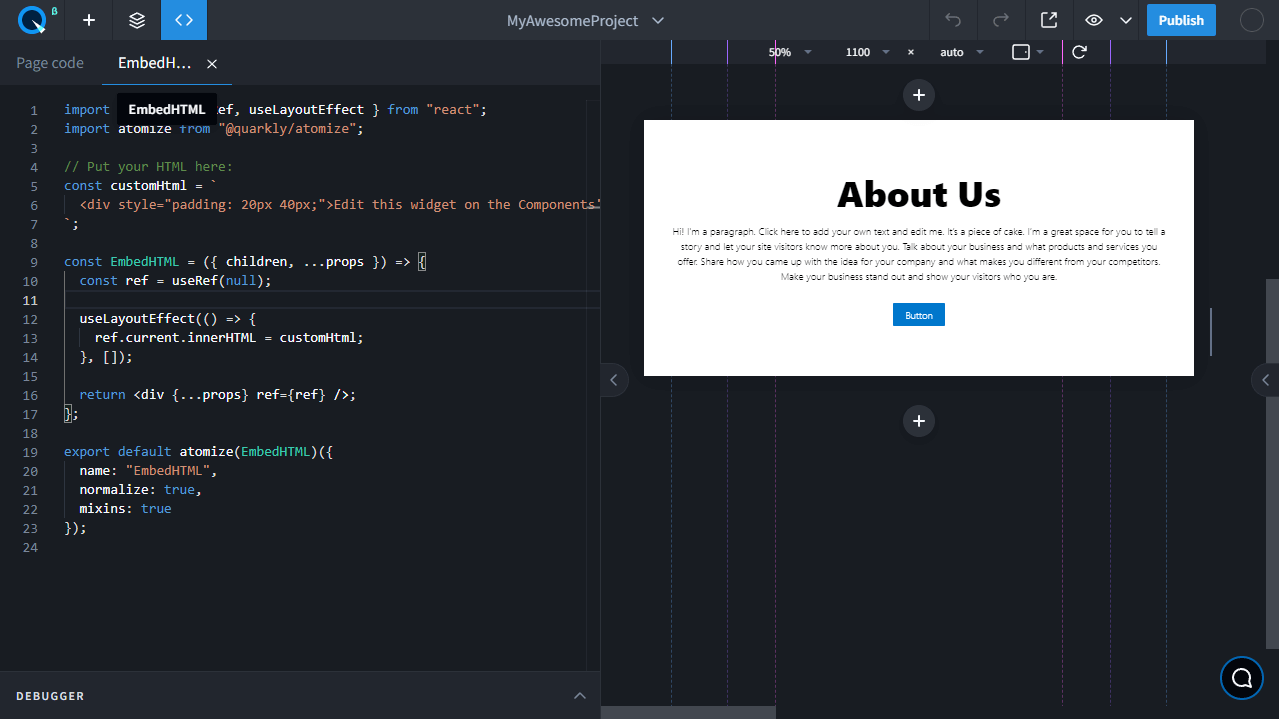 β
MyAwesomeProject
Publish
Page code
EmbedH...
50%
1100
×
auto
EmbedHTML
1 import ef, useLayoutEffect } from "react";
2 import atomize from "@quarkly/atomize";
3
4 // Put your HTML here:
5 const customHtml = `
6 <div style="padding: 20px 40px;">Edit this widget on the Components
7 `;
8
9 const EmbedHTML = ({ children, ...props }) => {
10 const ref = useRef(null);
11
12 useLayoutEffect(() => {
13 ref.current.innerHTML = customHtml;
14 }, []);
15
16 return <div {...props} ref={ref} />;
17 };
18
19 export default atomize(EmbedHTML)({
20 name: "EmbedHTML",
21 normalize: true,
22 mixins: true
23 });
24
DEBUGGER
About Us
Hi! I'm a paragraph. Click here to add your own text and edit me. It's a piece of cake. I'm a great space for you to tell a
story and let your site visitors know more about you. Talk about your business and what products and services you
offer. Share how you came up with the idea for your company and what makes you different from your competitors.
Make your business stand out and show your visitors who you are.
Button